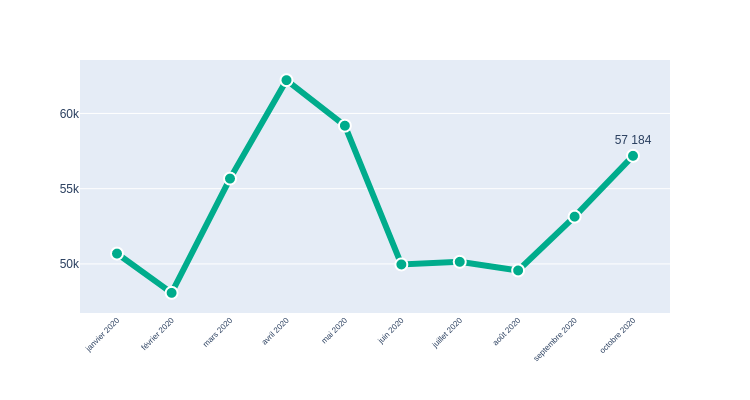 60k
55k
50k
57 184
janvier 2020
février 2020
mars 2020
avril 2020
mai 2020
juin 2020
juillet 2020
août 2020
septembre 2020
octobre 2020